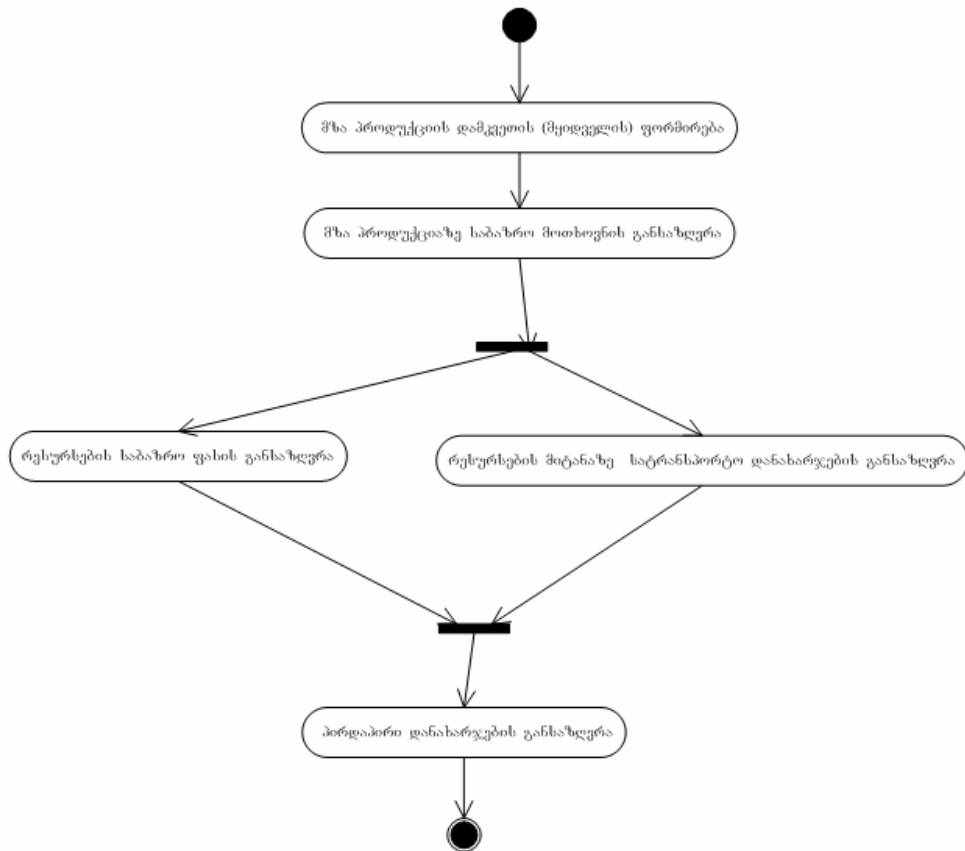 მზა პროდუქციის დამკვეთის (მყიდველის) ფორმირება
მზა პროდუქციაზე საბაზრო მოთხოვნის განსაზღვრა
რესურსების საბაზრო ფასის განსაზღვრა
რესურსების მიტანაზე სატრანსპორტო დანახარჯების განსაზღვრა
პირდაპირი დანახარჯების განსაზღვრა